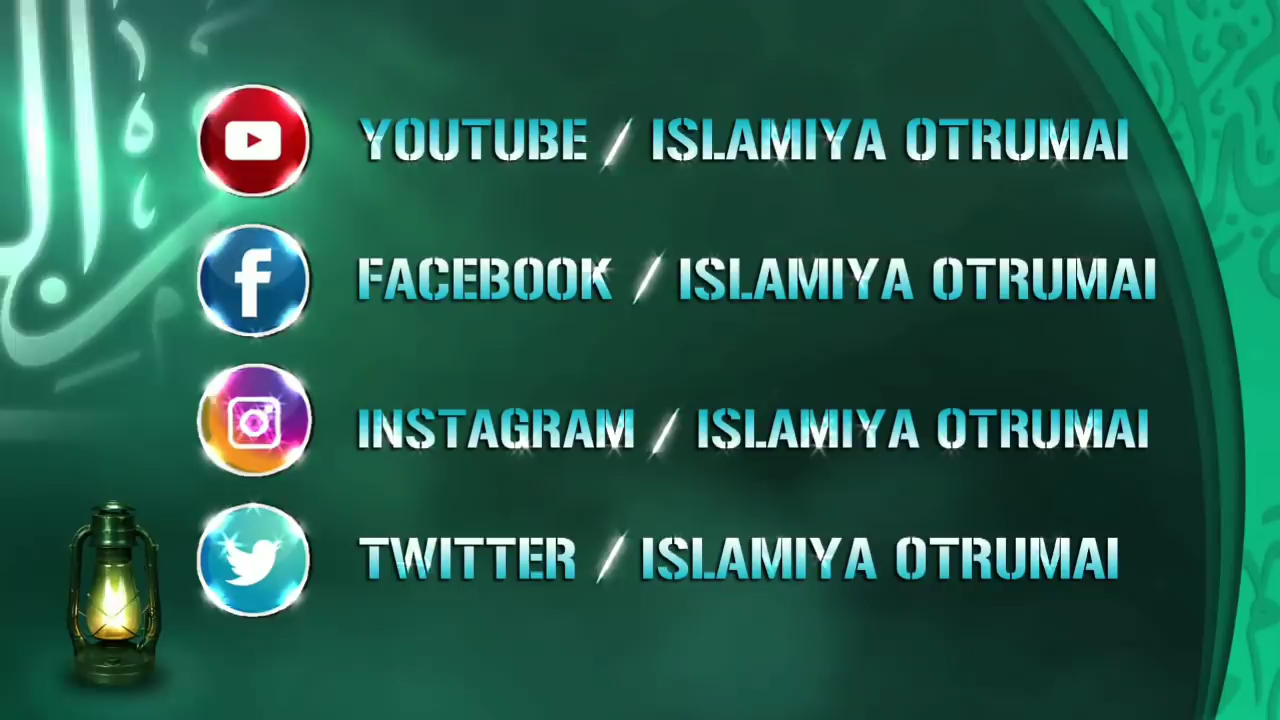 YOUTUBE / ISLAMIYA OTRUMAI
FACEBOOK / ISLAMIYA OTRUMAI
INSTAGRAM / ISLAMIYA OTRUMAI
TWITTER / ISLAMIYA OTRUMAI